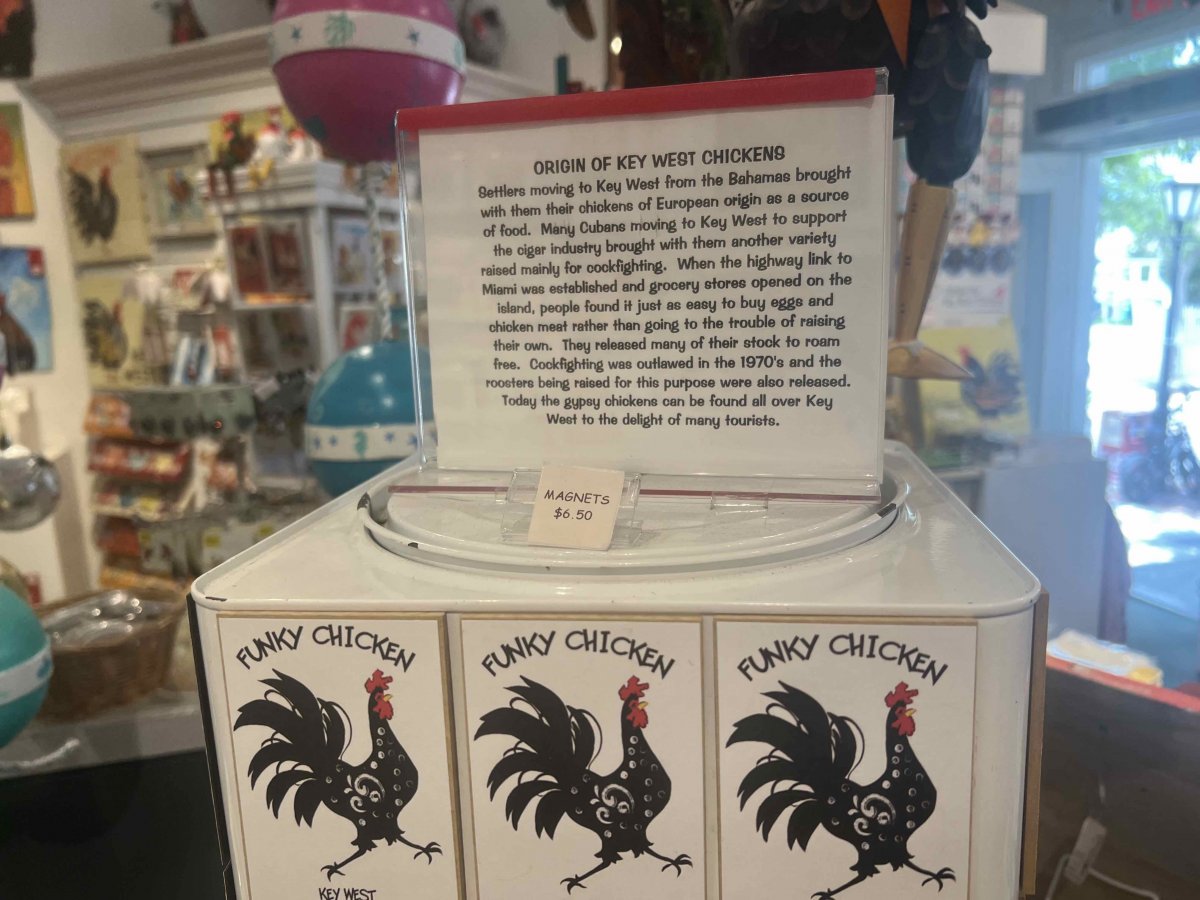 ORIGIN OF KEY WEST CHICKENS
Settlers moving to Key West from the Bahamas brought
with them their chickens of European origin as a source
of food. Many Cubans moving to Key West to support
the cigar industry brought with them another variety
raised mainly for cockfighting. When the highway link to
Miami was established and grocery stores opened on the
island, people found it just as easy to buy eggs and
chicken meat rather than going to the trouble of raising
their own. They released many of their stock to roam
free. Cockfighting was outlawed in the 1970's and the
roosters being raised for this purpose were also released.
Today the gypsy chickens can be found all over Key
West to the delight of many tourists.
MAGNETS
$6.50
FUNKY CHICKEN
KEY WEST
FUNKY CHICKEN
FUNKY CHICKEN